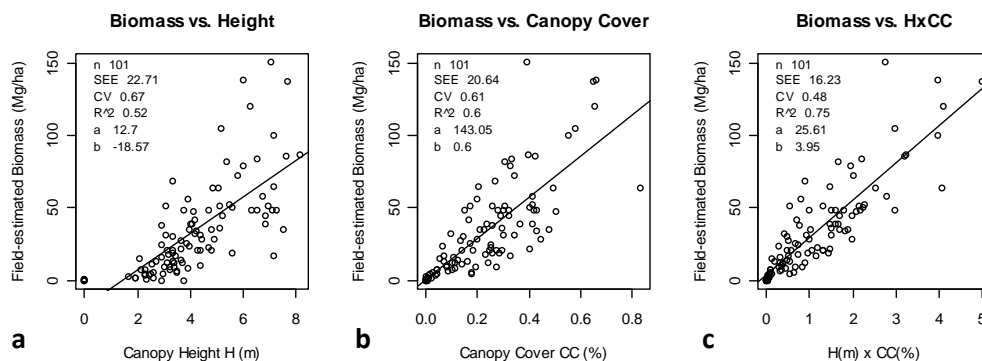 Biomass vs. Height
Field-estimated Biomass (Mg/ha)
150
100
50
0
n 101
SEE 22.71
CV 0.67
R^2 0.52
a 12.7
b -18.57
0 2 4 6 8
Canopy Height H (m)
a
Biomass vs. Canopy Cover
Field-estimated Biomass (Mg/ha)
150
100
50
0
n 101
SEE 20.64
CV 0.61
R^2 0.6
a 143.05
b 0.6
0.0 0.2 0.4 0.6 0.8
Canopy Cover CC (%)
b
Biomass vs. HxCC
Field-estimated Biomass (Mg/ha)
150
100
50
0
n 101
SEE 16.23
CV 0.48
R^2 0.75
a 25.61
b 3.95
0 1 2 3 4 5
H(m) x CC(%)
c